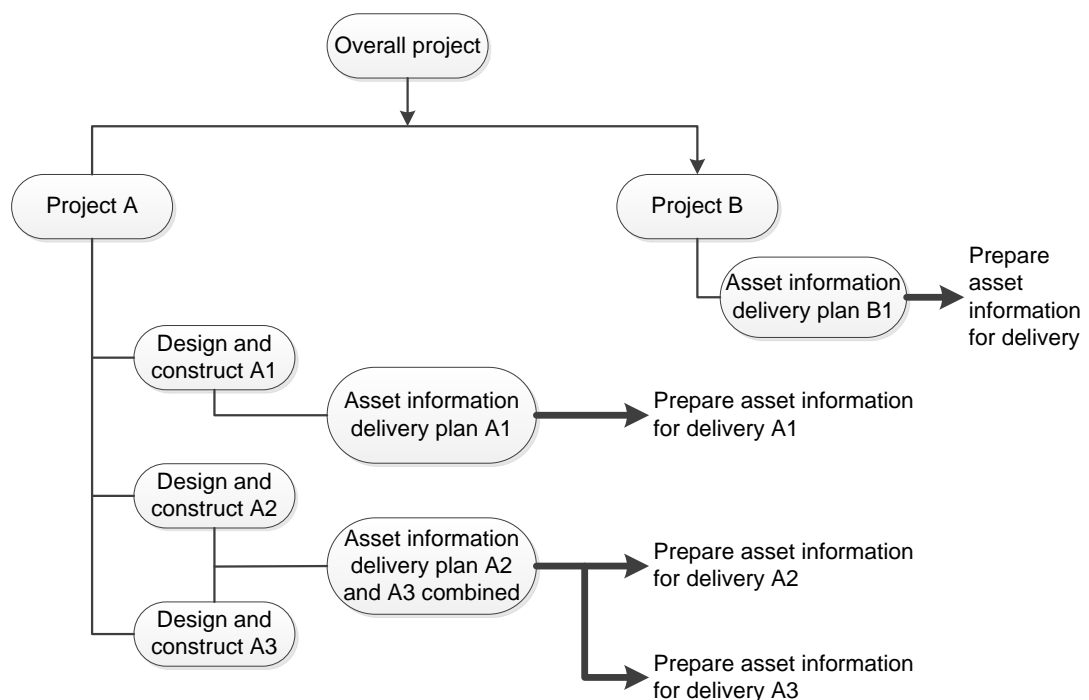 Overall project
Project A
Project B
Asset information
delivery plan B1
Prepare
asset
information
for delivery
Design and
construct A1
Asset information
delivery plan A1
Prepare asset information
for delivery A1
Design and
construct A2
Asset information
delivery plan A2
and A3 combined
Prepare asset information
for delivery A2
Design and
construct A3
Prepare asset information
for delivery A3